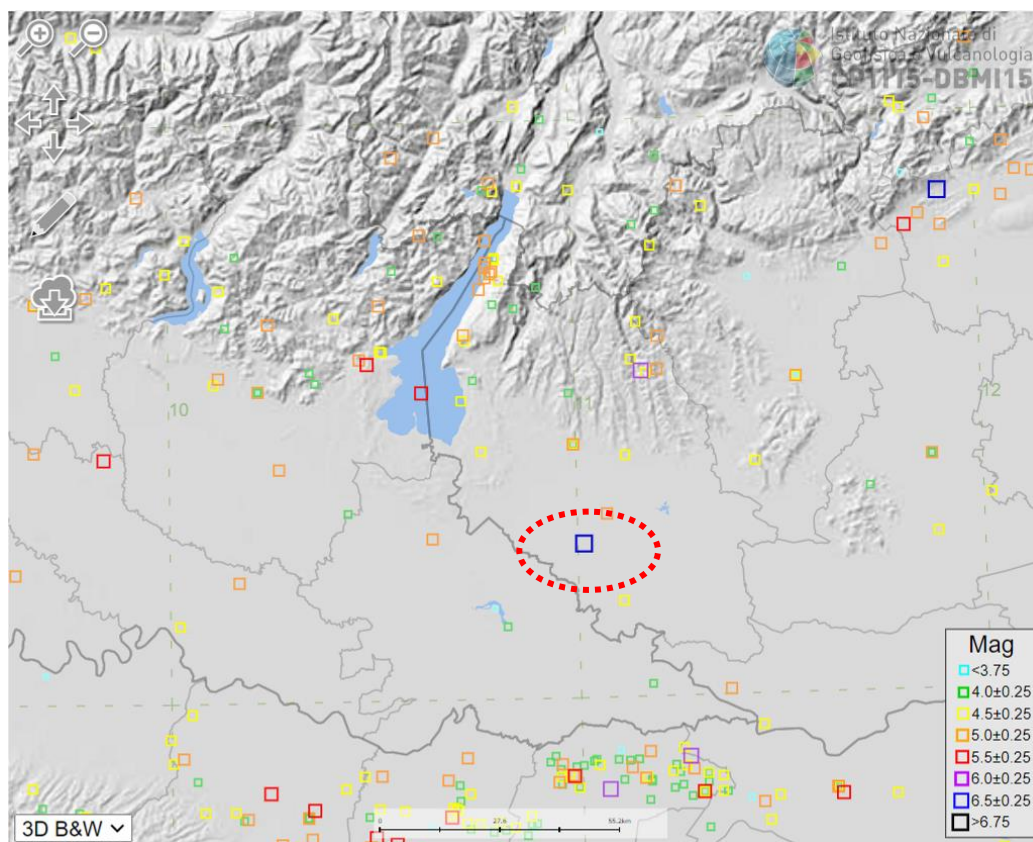 Istituto Nazionale di
Geofisica e Vulcanologia
CPTI15-DBMI15
10
11
12
Mag
<3.75
4.0±0.25
4.5±0.25
5.0±0.25
5.5±0.25
6.0±0.25
6.5±0.25
>6.75
3D B&W
0
27.6
55.2km